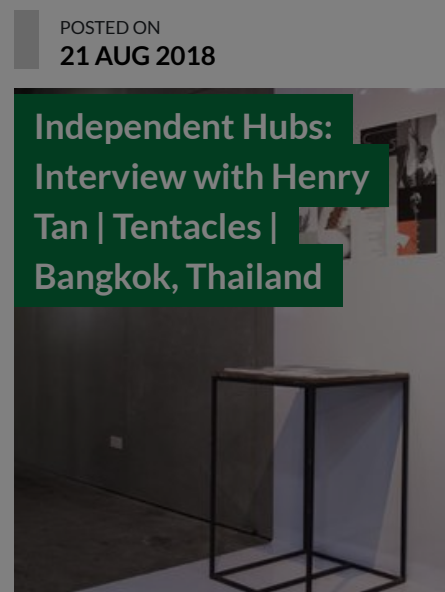 POSTED ON
21 AUG 2018
Independent Hubs:
Interview with Henry
Tan | Tentacles |
Bangkok, Thailand